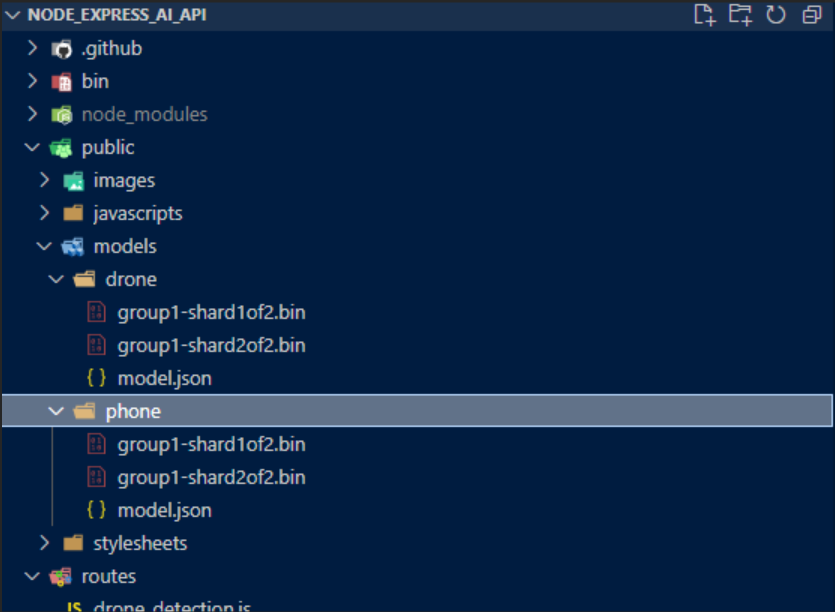 NODE_EXPRESS_AI_API
.github
bin
node_modules
public
images
javascripts
models
drone
group1-shard1of2.bin
group1-shard2of2.bin
model.json
phone
group1-shard1of2.bin
group1-shard2of2.bin
model.json
stylesheets
routes
JS drone_detection.js